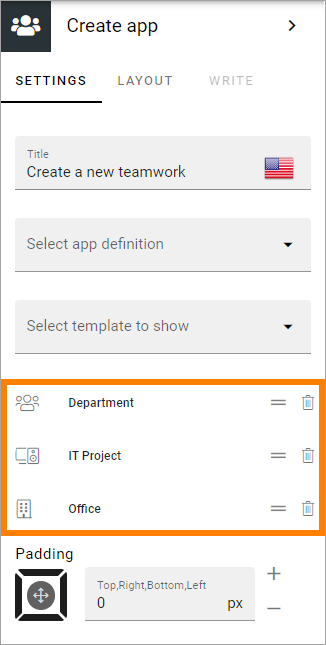 Create app
SETTINGS LAYOUT WRITE
Title
Create a new teamwork
Select app definition
Select template to show
Department
IT Project
Office
Padding
Top,Right,Bottom,Left
0 px